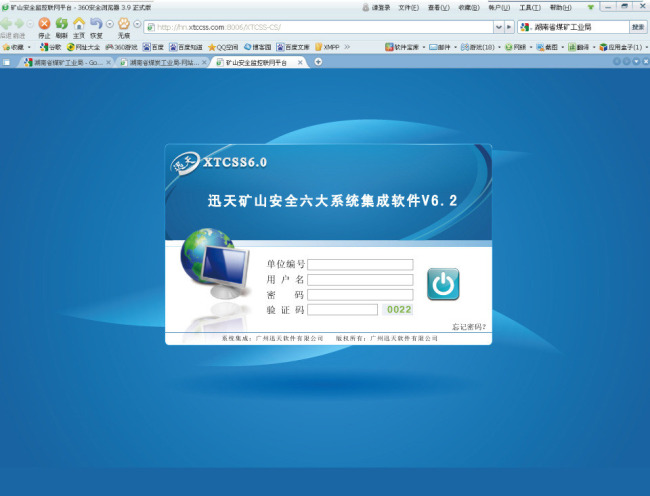 矿山安全监控联网平台 - 360安全浏览器 3.9 正式版 请登录 文件(F) 查看(V) 收藏(B) 帐户(U) 工具(T) 帮助(H)
后退 前进 停止 刷新 主页 恢复 无痕 http://hn.xtcss.com:8006/XTCSS-CS/ 湖南省煤矿工业局 搜索
收藏 谷歌 网址大全 360游戏 百度 百度知道 QQ空间 博客园 百度文库 XMPP >> 软件宝库 邮件 游戏(18) 网银 截图 翻译 应用盒子(1)
湖南省煤矿工业局 - Go... 湖南省煤炭工业局-网站... 矿山安全监控联网平台
迅天 XTCSS6.0
迅天矿山安全六大系统集成软件V6.2
单位编号
用 户 名
密 码
验 证 码 0022
忘记密码?
系统集成：广州迅天软件有限公司 版权所有：广州迅天软件有限公司